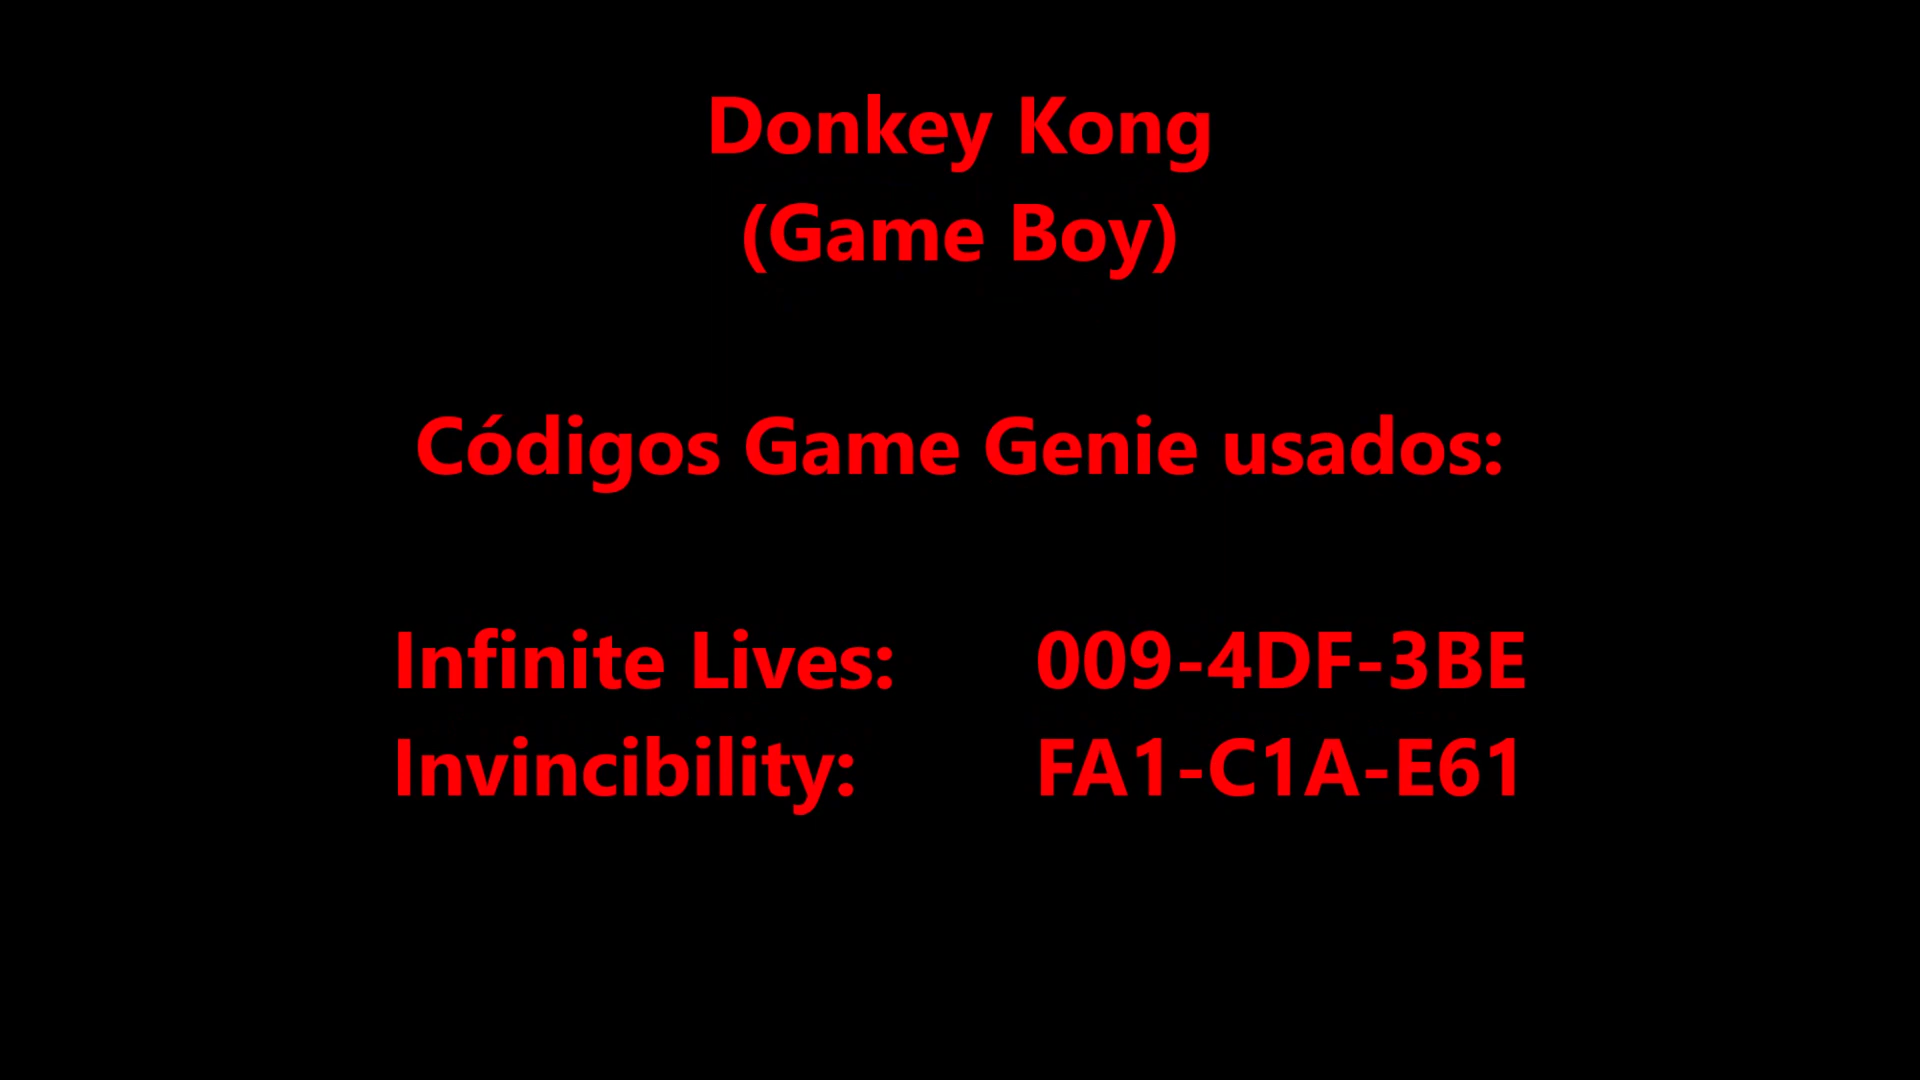 Donkey Kong
(Game Boy)
Códigos Game Genie usados:
Infinite Lives: 009-4DF-3BE
Invincibility: FA1-C1A-E61